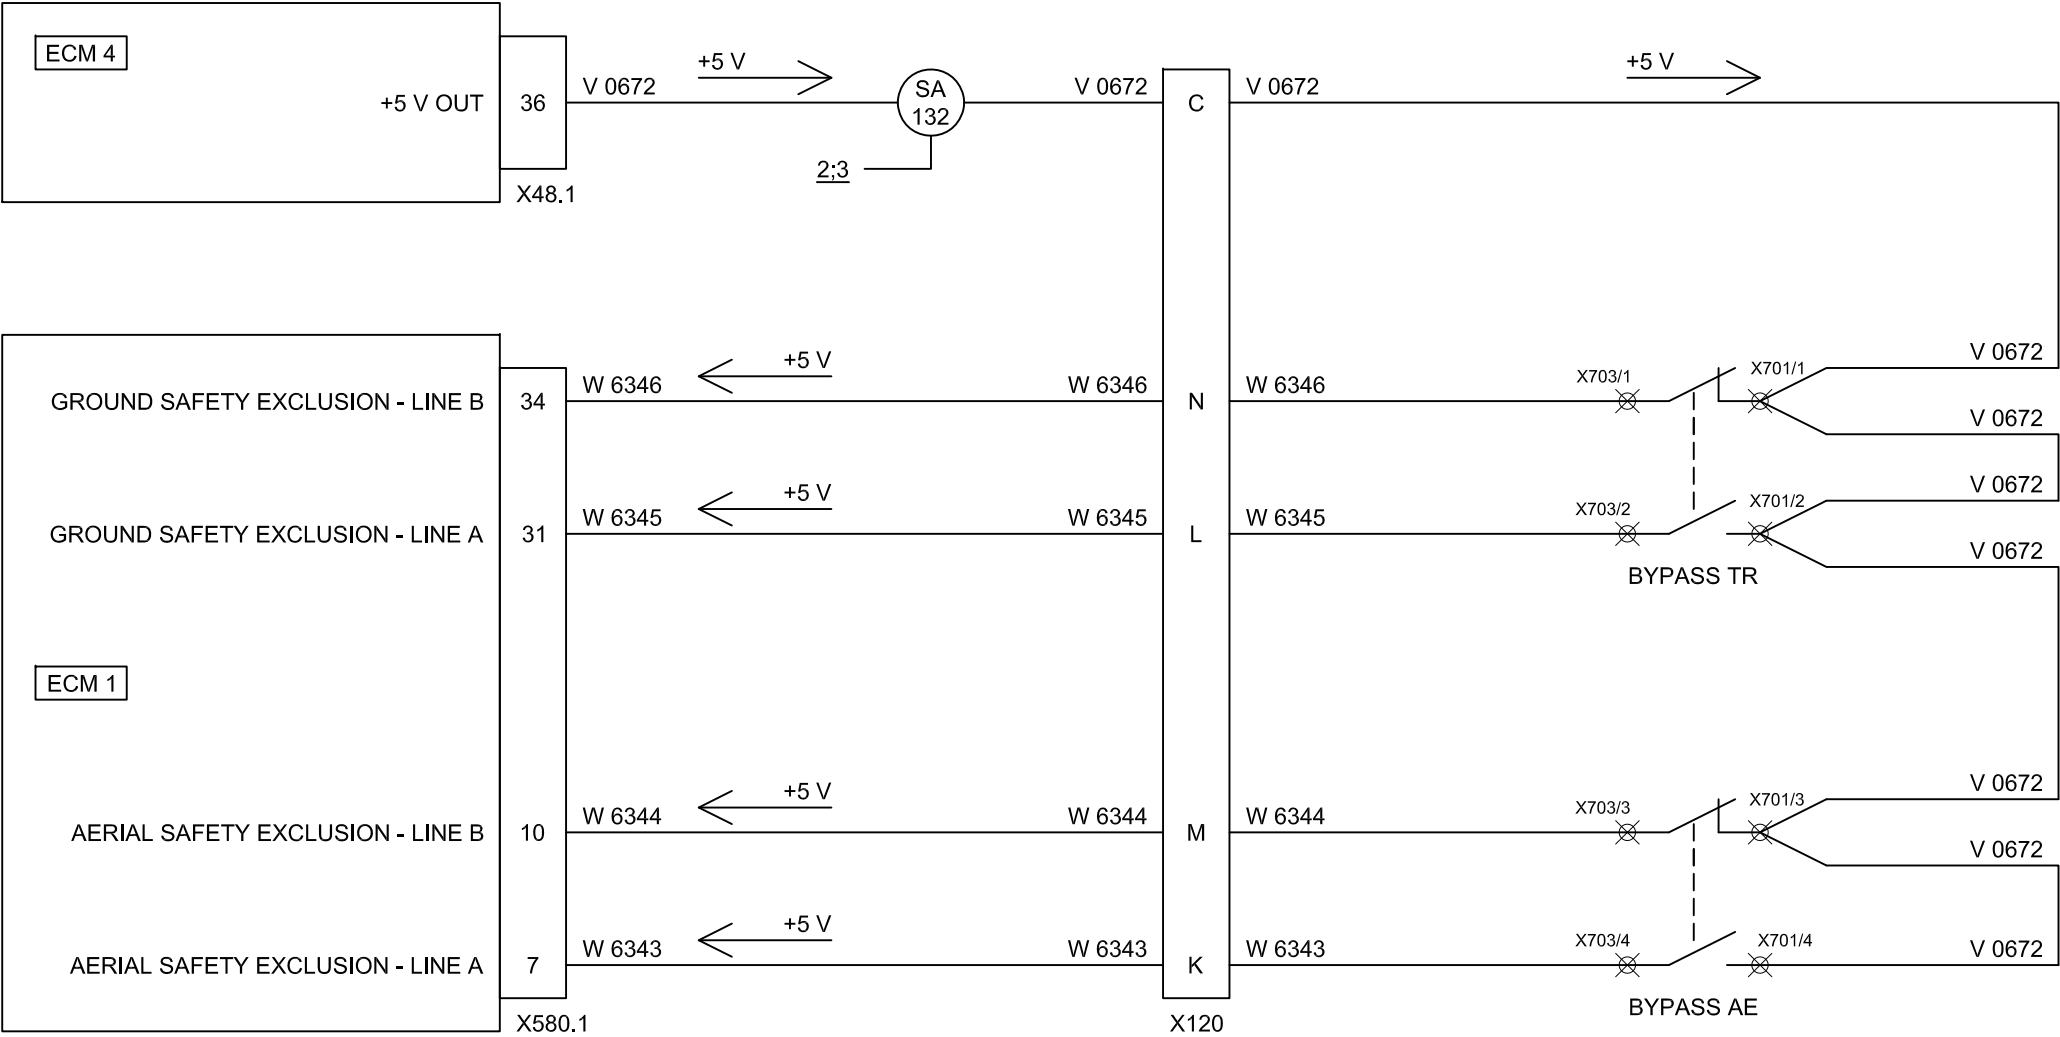 ECM 4
+5 V OUT
36
X48.1
V 0672
+5 V
SA
132
2;3
V 0672
C
V 0672
+5 V
GROUND SAFETY EXCLUSION - LINE B
34
W 6346
+5 V
W 6346
N
W 6346
X703/1
X701/1
V 0672
V 0672
GROUND SAFETY EXCLUSION - LINE A
31
W 6345
+5 V
W 6345
L
W 6345
X703/2
X701/2
V 0672
V 0672
BYPASS TR
ECM 1
AERIAL SAFETY EXCLUSION - LINE B
10
W 6344
+5 V
W 6344
M
W 6344
X703/3
X701/3
V 0672
V 0672
AERIAL SAFETY EXCLUSION - LINE A
7
W 6343
+5 V
W 6343
K
W 6343
X703/4
X701/4
V 0672
BYPASS AE
X580.1
X120